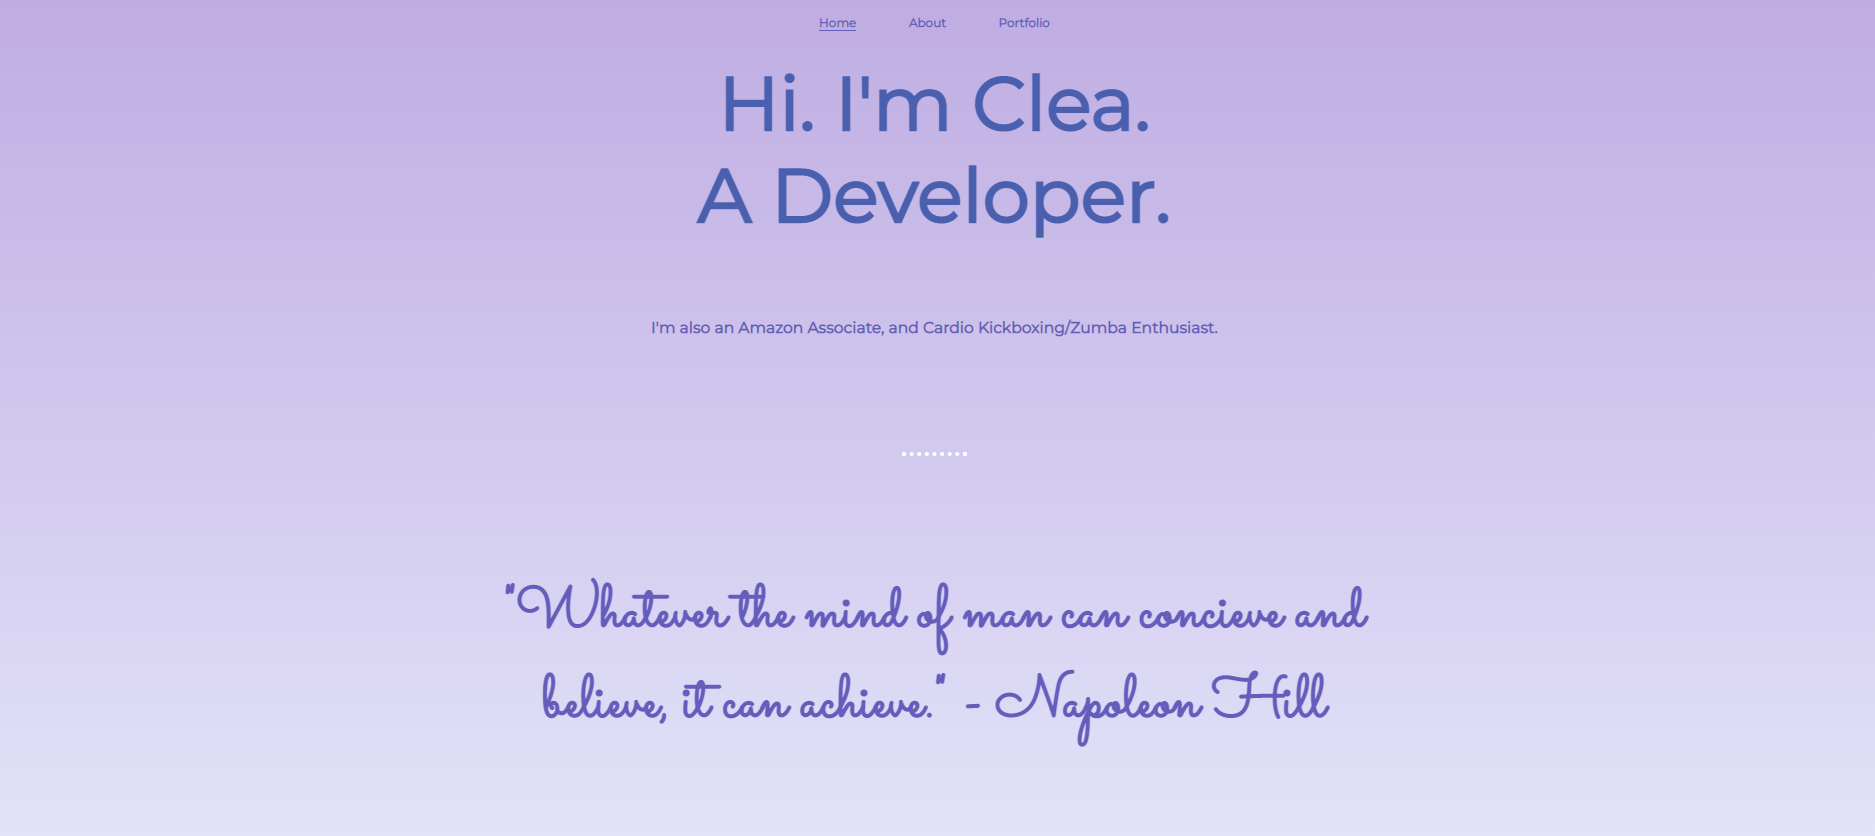 Home About Portfolio
Hi. I'm Clea.
A Developer.
I'm also an Amazon Associate, and Cardio Kickboxing/Zumba Enthusiast.
"Whatever the mind of man can concieve and
believe, it can achieve." - Napoleon Hill